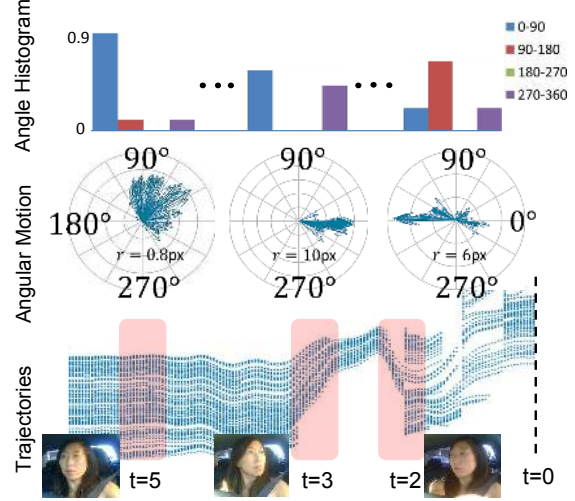 Angle Histogram
0.9
0
0-90
90-180
180-270
270-360
Angular Motion
90°
90°
90°
180°
0°
r = 0.8px
r = 10px
r = 6px
270°
270°
270°
Trajectories
t=5
t=3
t=2
t=0